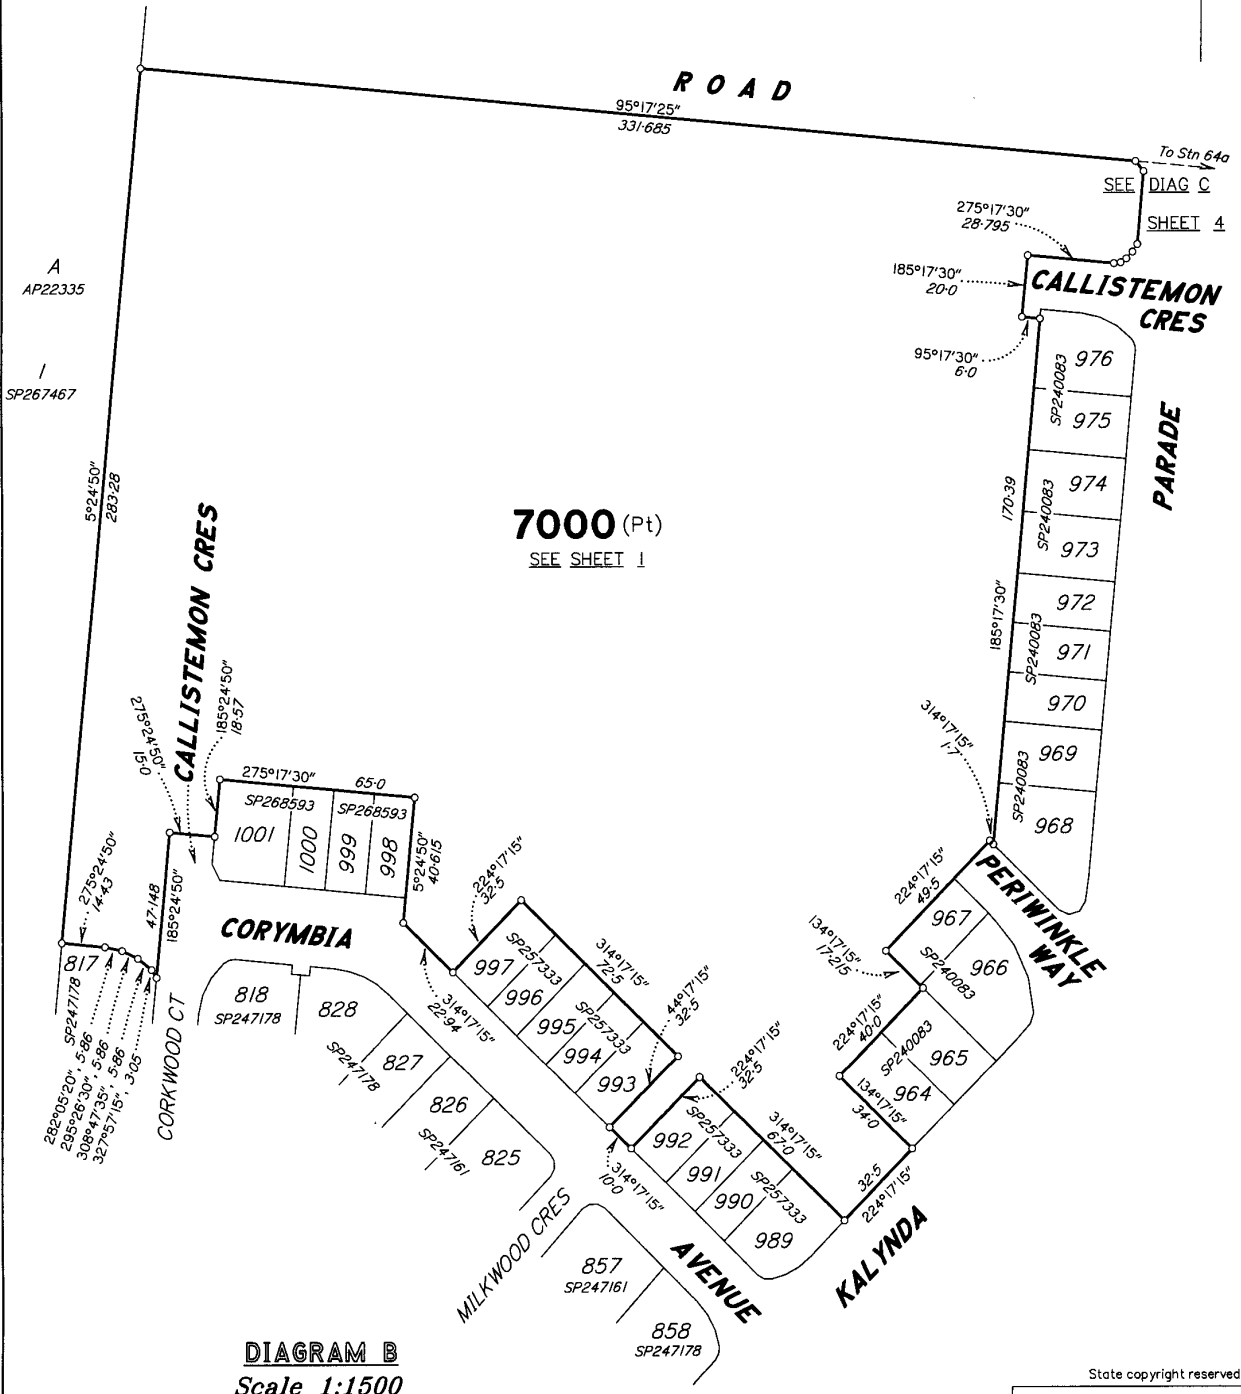 ROAD
95°17'25"
331·685
To Stn 64a
SEE DIAG C
SHEET 4
275°17'30"
28·795
185°17'30"
20·0
CALLISTEMON
CRES
95°17'30"
6·0
A
AP22335
1
SP267467
5°24'50"
283·28
976
SP240083
975
PARADE
974
170·39
SP240083
973
7000 (Pt)
SEE SHEET 1
972
185°17'30"
SP240083
971
970
969
SP240083
968
314°17'15"
1·7
CALLISTEMON CRES
275°24'50"
15·0
185°24'50"
18·57
275°17'30"
65·0
SP268593
SP268593
1001
1000
999
998
5°24'50"
40·615
275°24'50"
14·43
47·148
185°24'50"
CORYMBIA
224°17'15"
32·5
224°17'15"
49·5
PERIWINKLE
WAY
967
966
SP240083
134°17'15"
17·215
817
SP247178
282°05'20", 5·86
295°26'30", 5·86
308°47'35", 5·86
327°57'15", 3·05
CORKWOOD CT
818
SP247178
828
827
SP247178
826
SP247161
825
314°17'15"
22·94
997
SP257333
996
995
SP257333
994
993
314°17'15"
72·5
44°17'15"
32·5
224°17'15"
32·5
224°17'15"
40·0
SP240083
965
964
134°17'15"
34·0
992
SP257333
991
990
SP257333
989
314°17'15"
67·0
314°17'15"
10·0
32·5
224°17'15"
KALYNDA
AVENUE
MILKWOOD CRES
857
SP247161
858
SP247178
DIAGRAM B
Scale 1:1500
State copyright reserved